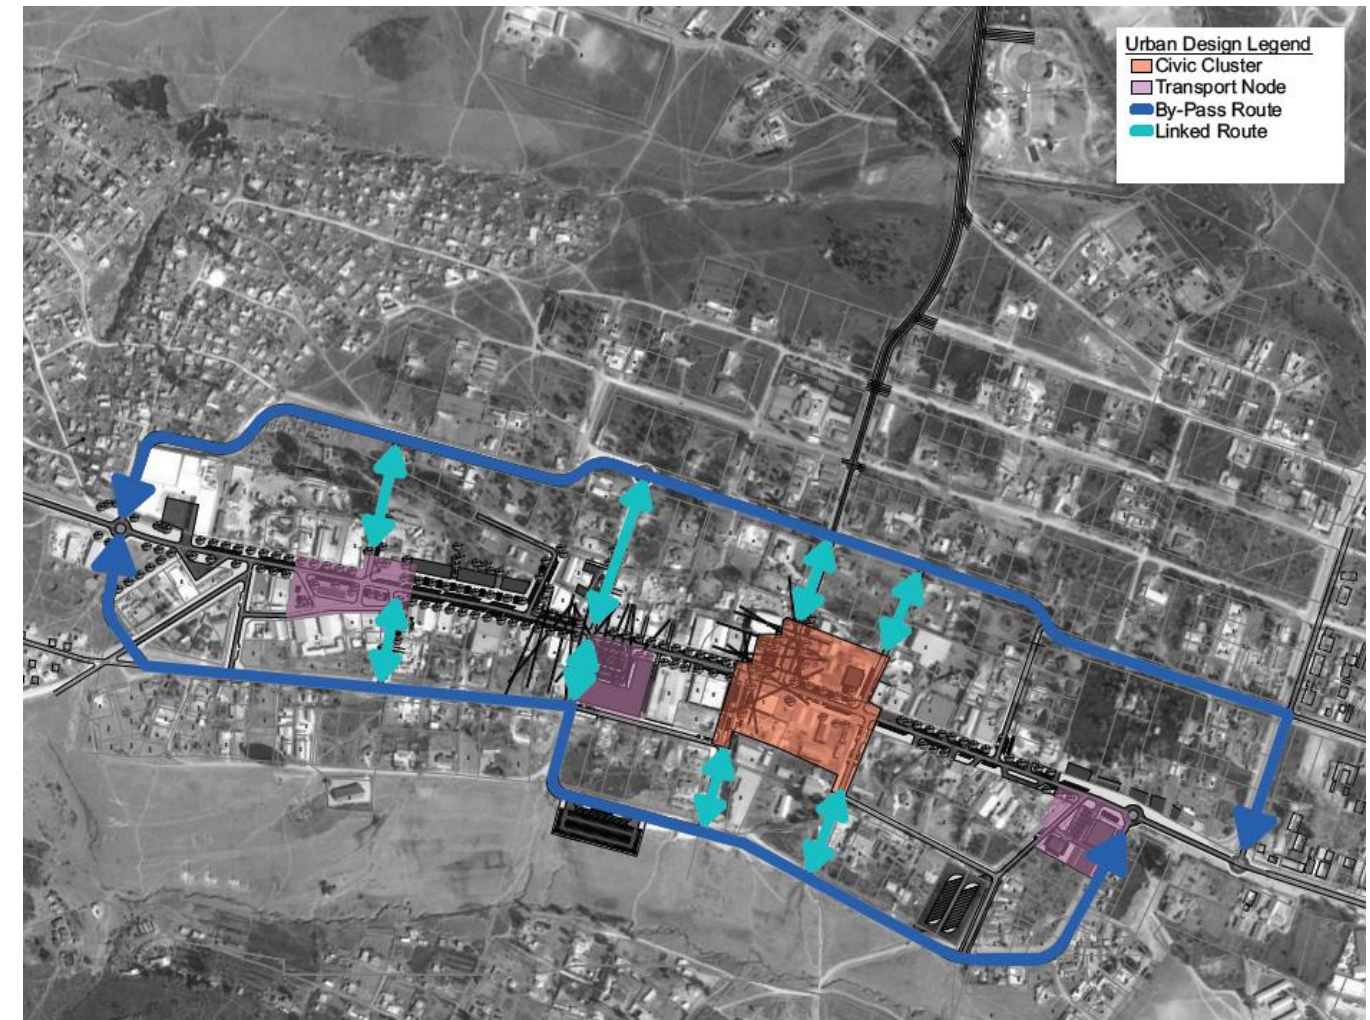 Urban Design Legend
Civic Cluster
Transport Node
By-Pass Route
Linked Route